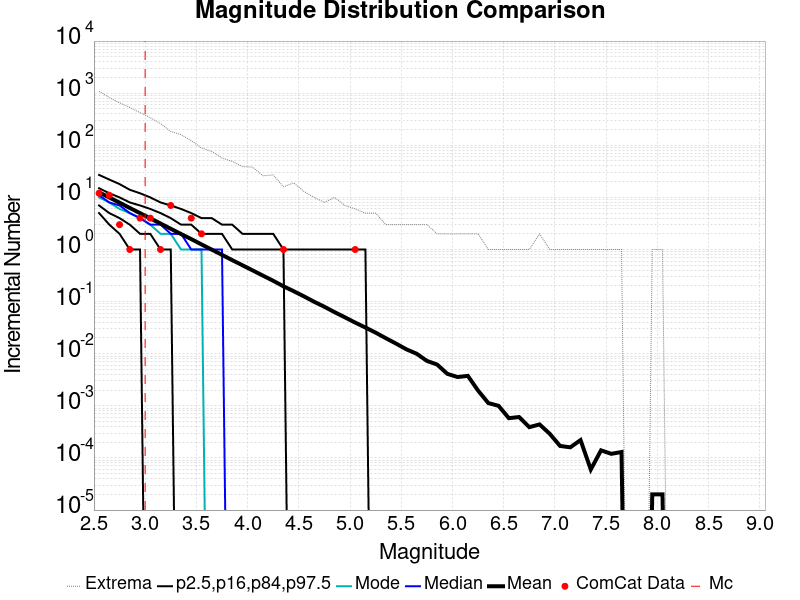 Magnitude Distribution Comparison
Incremental Number
10^4
10^3
10^2
10^1
10^0
10^-1
10^-2
10^-3
10^-4
10^-5
2.5 3.0 3.5 4.0 4.5 5.0 5.5 6.0 6.5 7.0 7.5 8.0 8.5 9.0
Magnitude
Extrema p2.5,p16,p84,p97.5 Mode Median Mean ComCat Data Mc